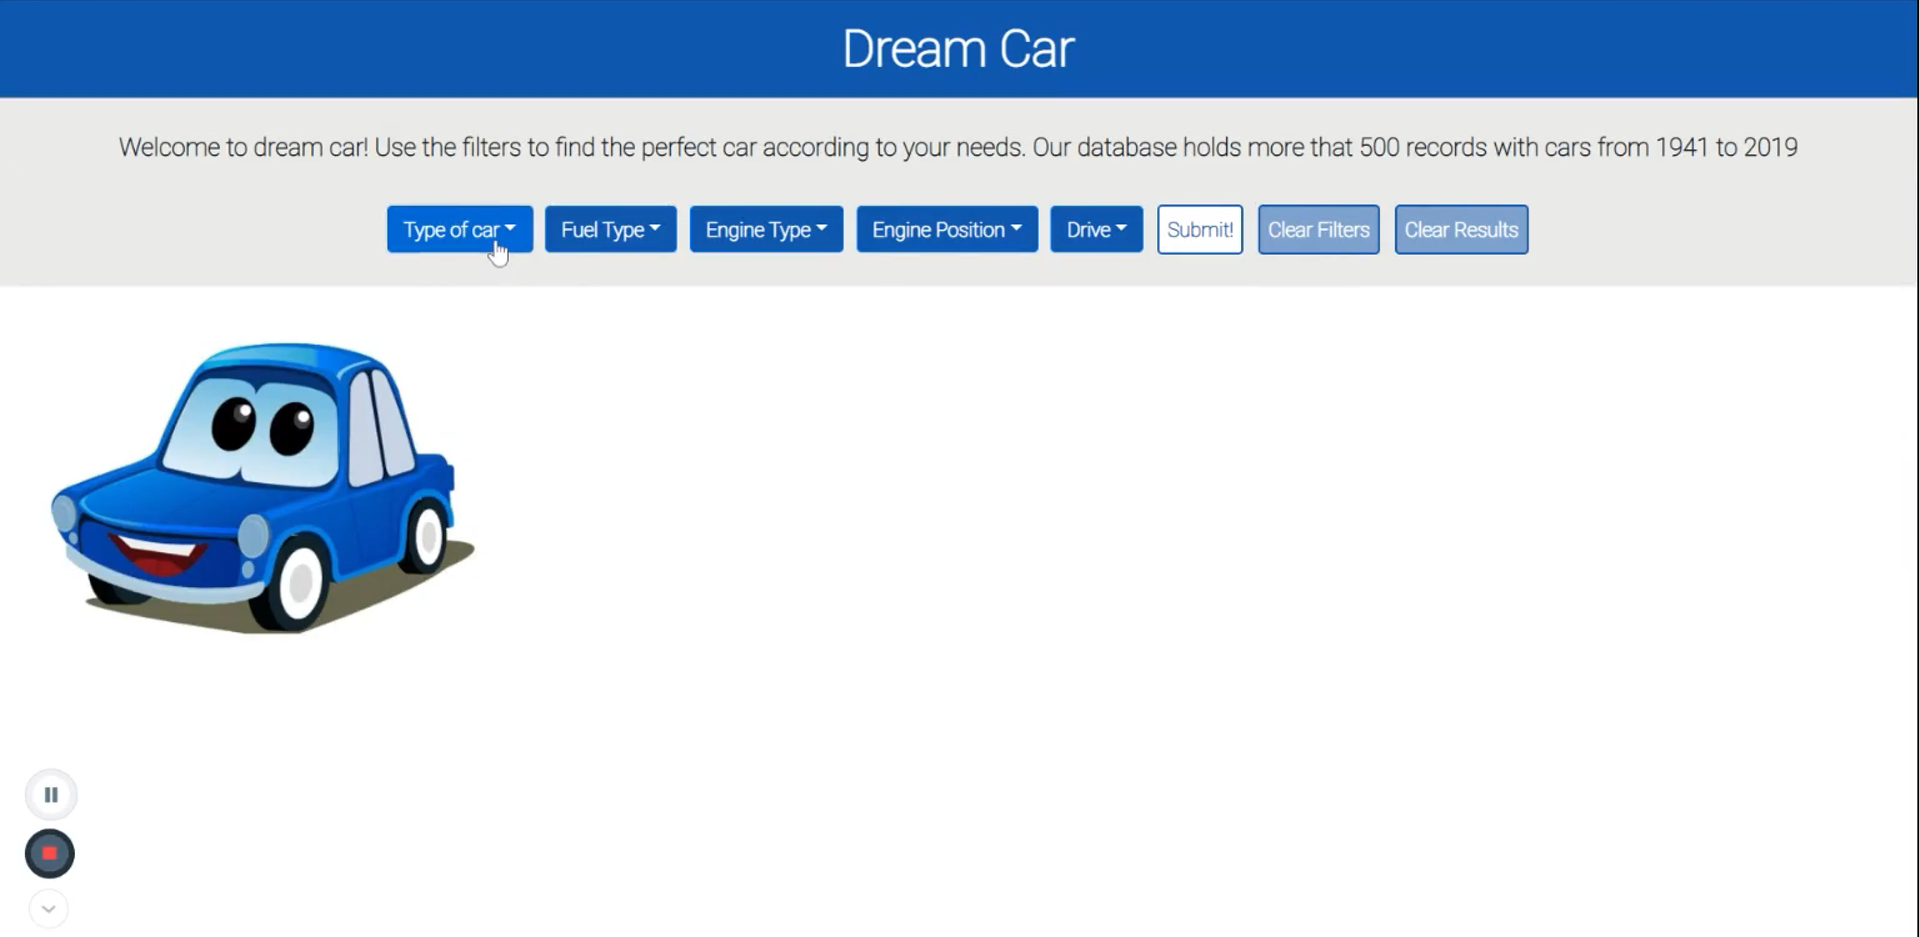 Dream Car
Welcome to dream car! Use the filters to find the perfect car according to your needs. Our database holds more that 500 records with cars from 1941 to 2019
Type of car Fuel Type Engine Type Engine Position Drive Submit! Clear Filters Clear Results